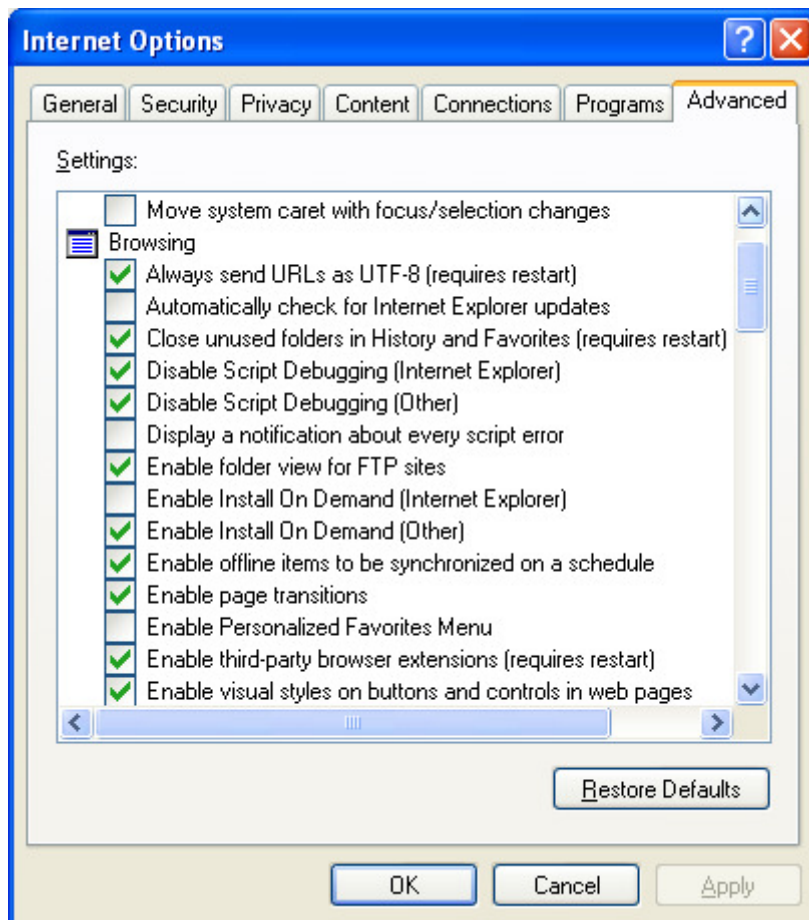 Internet Options
General Security Privacy Content Connections Programs Advanced
Settings:
Move system caret with focus/selection changes
Browsing
Always send URLs as UTF-8 (requires restart)
Automatically check for Internet Explorer updates
Close unused folders in History and Favorites (requires restart)
Disable Script Debugging (Internet Explorer)
Disable Script Debugging (Other)
Display a notification about every script error
Enable folder view for FTP sites
Enable Install On Demand (Internet Explorer)
Enable Install On Demand (Other)
Enable offline items to be synchronized on a schedule
Enable page transitions
Enable Personalized Favorites Menu
Enable third-party browser extensions (requires restart)
Enable visual styles on buttons and controls in web pages
Restore Defaults
OK Cancel Apply